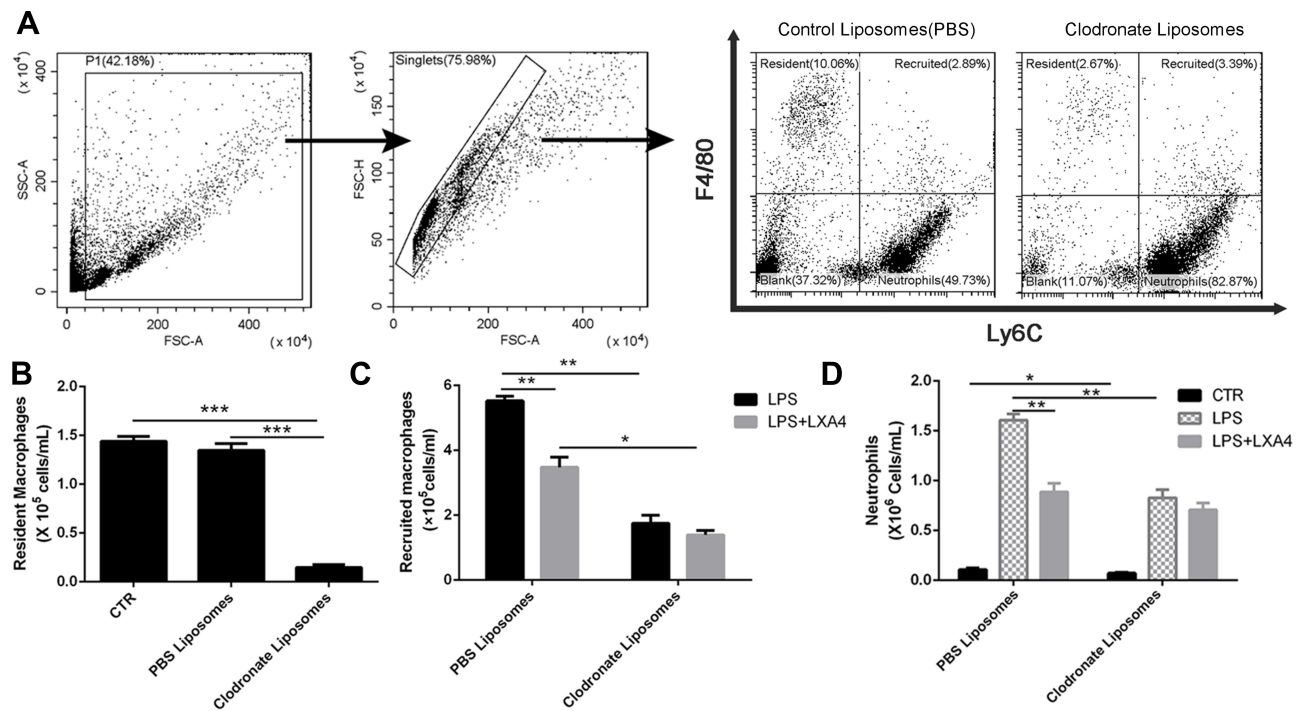 A
P1(42.18%)
(x 10⁴)
400
200
0
SSC-A
0
200
400
FSC-A
(x 10⁴)
Singlets(75.98%)
(x 10⁴)
150
100
50
0
FSC-H
0
200
400
FSC-A
(x 10⁴)
Control Liposomes(PBS)
Clodronate Liposomes
Resident(10.06%)
Recruited(2.89%)
Blank(37.32%)
Neutrophils(49.73%)
Resident(2.67%)
Recruited(3.39%)
Blank(11.07%)
Neutrophils(82.87%)
F4/80
Ly6C
B
Resident Macrophages
(X 10⁵ cells/mL)
2.0
1.5
1.0
0.5
0.0
***
***
CTR
PBS Liposomes
Clodronate Liposomes
C
Recruited macrophages
(×10⁵cells/ml)
6
4
2
0
**
**
*
LPS
LPS+LXA4
PBS Liposomes
Clodronate Liposomes
D
Neutrophils
(X10⁶ Cells/mL)
2.0
1.5
1.0
0.5
0.0
*
**
**
CTR
LPS
LPS+LXA4
PBS Liposomes
Clodronate Liposomes